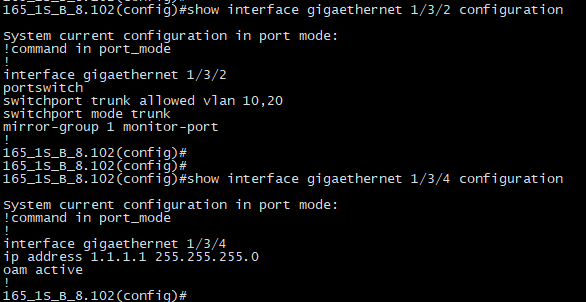 165_1S_B_8.102(config)#show interface gigaethernet 1/3/2 configuration
System current configuration in port mode:
!command in port_mode
!
interface gigaethernet 1/3/2
portswitch
switchport trunk allowed vlan 10,20
switchport mode trunk
mirror-group 1 monitor-port
!
165_1S_B_8.102(config)#
165_1S_B_8.102(config)#
165_1S_B_8.102(config)#show interface gigaethernet 1/3/4 configuration
System current configuration in port mode:
!command in port_mode
!
interface gigaethernet 1/3/4
ip address 1.1.1.1 255.255.255.0
oam active
!
165_1S_B_8.102(config)#